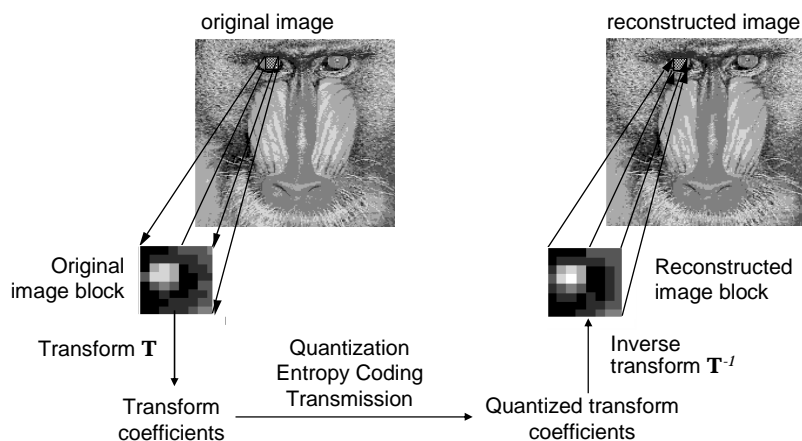 original image
reconstructed image
Original
image block
Reconstructed
image block
Transform T
Quantization
Entropy Coding
Transmission
Inverse
transform T⁻¹
Transform
coefficients
Quantized transform
coefficients